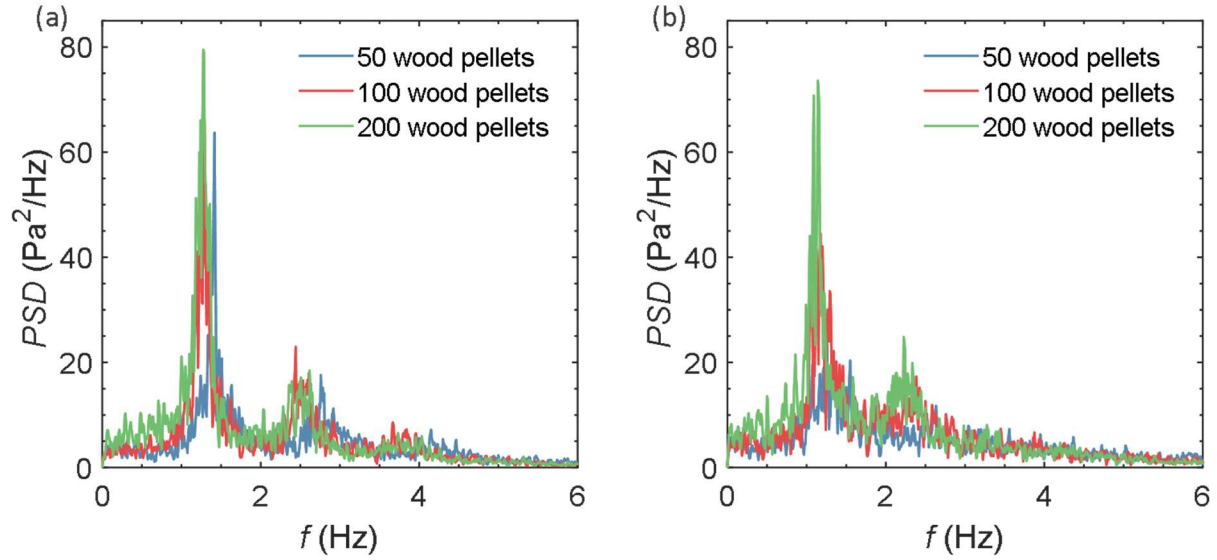 (a)
80
60
40
20
0
PSD (Pa²/Hz)
50 wood pellets
100 wood pellets
200 wood pellets
0 2 4 6
f (Hz)
(b)
80
60
40
20
0
PSD (Pa²/Hz)
50 wood pellets
100 wood pellets
200 wood pellets
0 2 4 6
f (Hz)